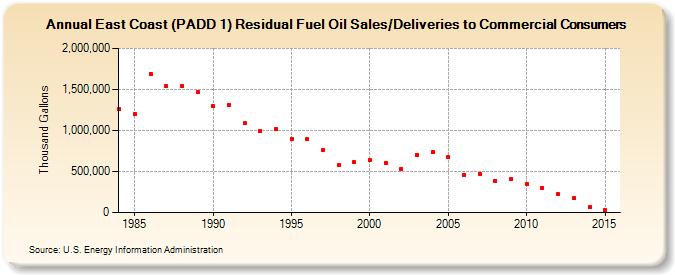 Annual East Coast (PADD 1) Residual Fuel Oil Sales/Deliveries to Commercial Consumers
Thousand Gallons
2,000,000
1,500,000
1,000,000
500,000
0
1985 1990 1995 2000 2005 2010 2015
Source: U.S. Energy Information Administration